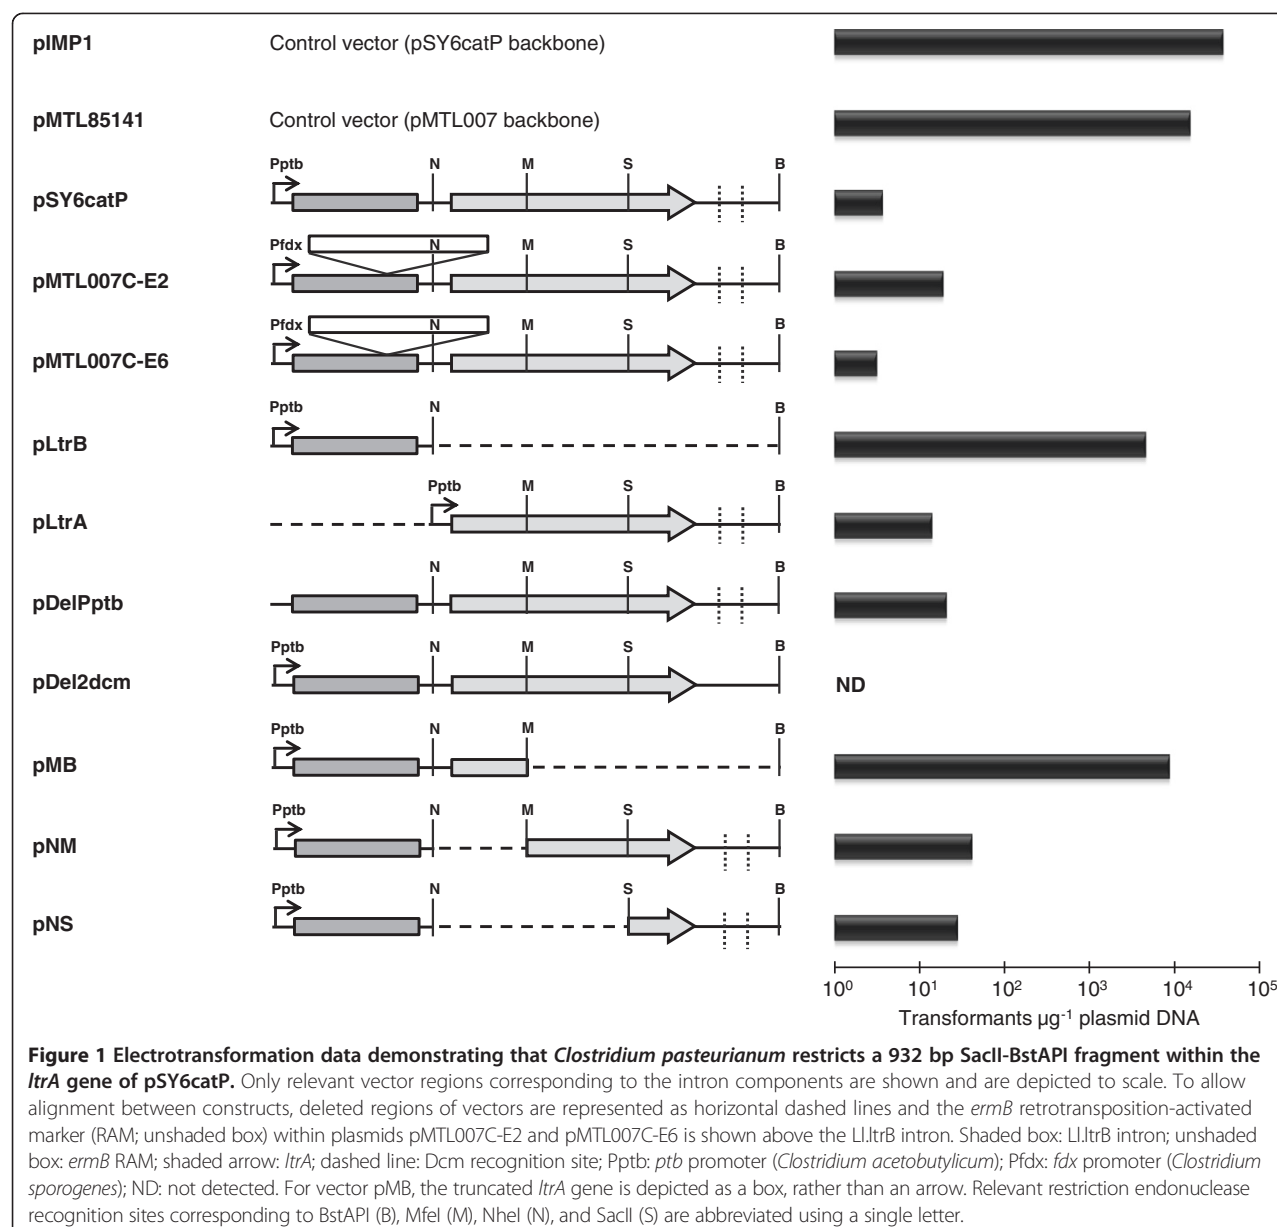 pIMP1 Control vector (pSY6catP backbone)
pMTL85141 Control vector (pMTL007 backbone)
Pptb N M S B
pSY6catP
Pfdx N M S B
pMTL007C-E2
Pfdx N M S B
pMTL007C-E6
Pptb N B
pLtrB
Pptb M S B
pLtrA
N M S B
pDelPptb
Pptb N M S B
pDel2dcm ND
Pptb N M B
pMB
Pptb N M S B
pNM
Pptb N S B
pNS
10⁰ 10¹ 10² 10³ 10⁴ 10⁵
Transformants µg⁻¹ plasmid DNA
Figure 1 Electrotransformation data demonstrating that Clostridium pasteurianum restricts a 932 bp SacII-BstAPI fragment within the
ltrA gene of pSY6catP. Only relevant vector regions corresponding to the intron components are shown and are depicted to scale. To allow
alignment between constructs, deleted regions of vectors are represented as horizontal dashed lines and the ermB retrotransposition-activated
marker (RAM; unshaded box) within plasmids pMTL007C-E2 and pMTL007C-E6 is shown above the Ll.ltrB intron. Shaded box: Ll.ltrB intron; unshaded
box: ermB RAM; shaded arrow: ltrA; dashed line: Dcm recognition site; Pptb: ptb promoter (Clostridium acetobutylicum); Pfdx: fdx promoter (Clostridium
sporogenes); ND: not detected. For vector pMB, the truncated ltrA gene is depicted as a box, rather than an arrow. Relevant restriction endonuclease
recognition sites corresponding to BstAPI (B), MfeI (M), NheI (N), and SacII (S) are abbreviated using a single letter.